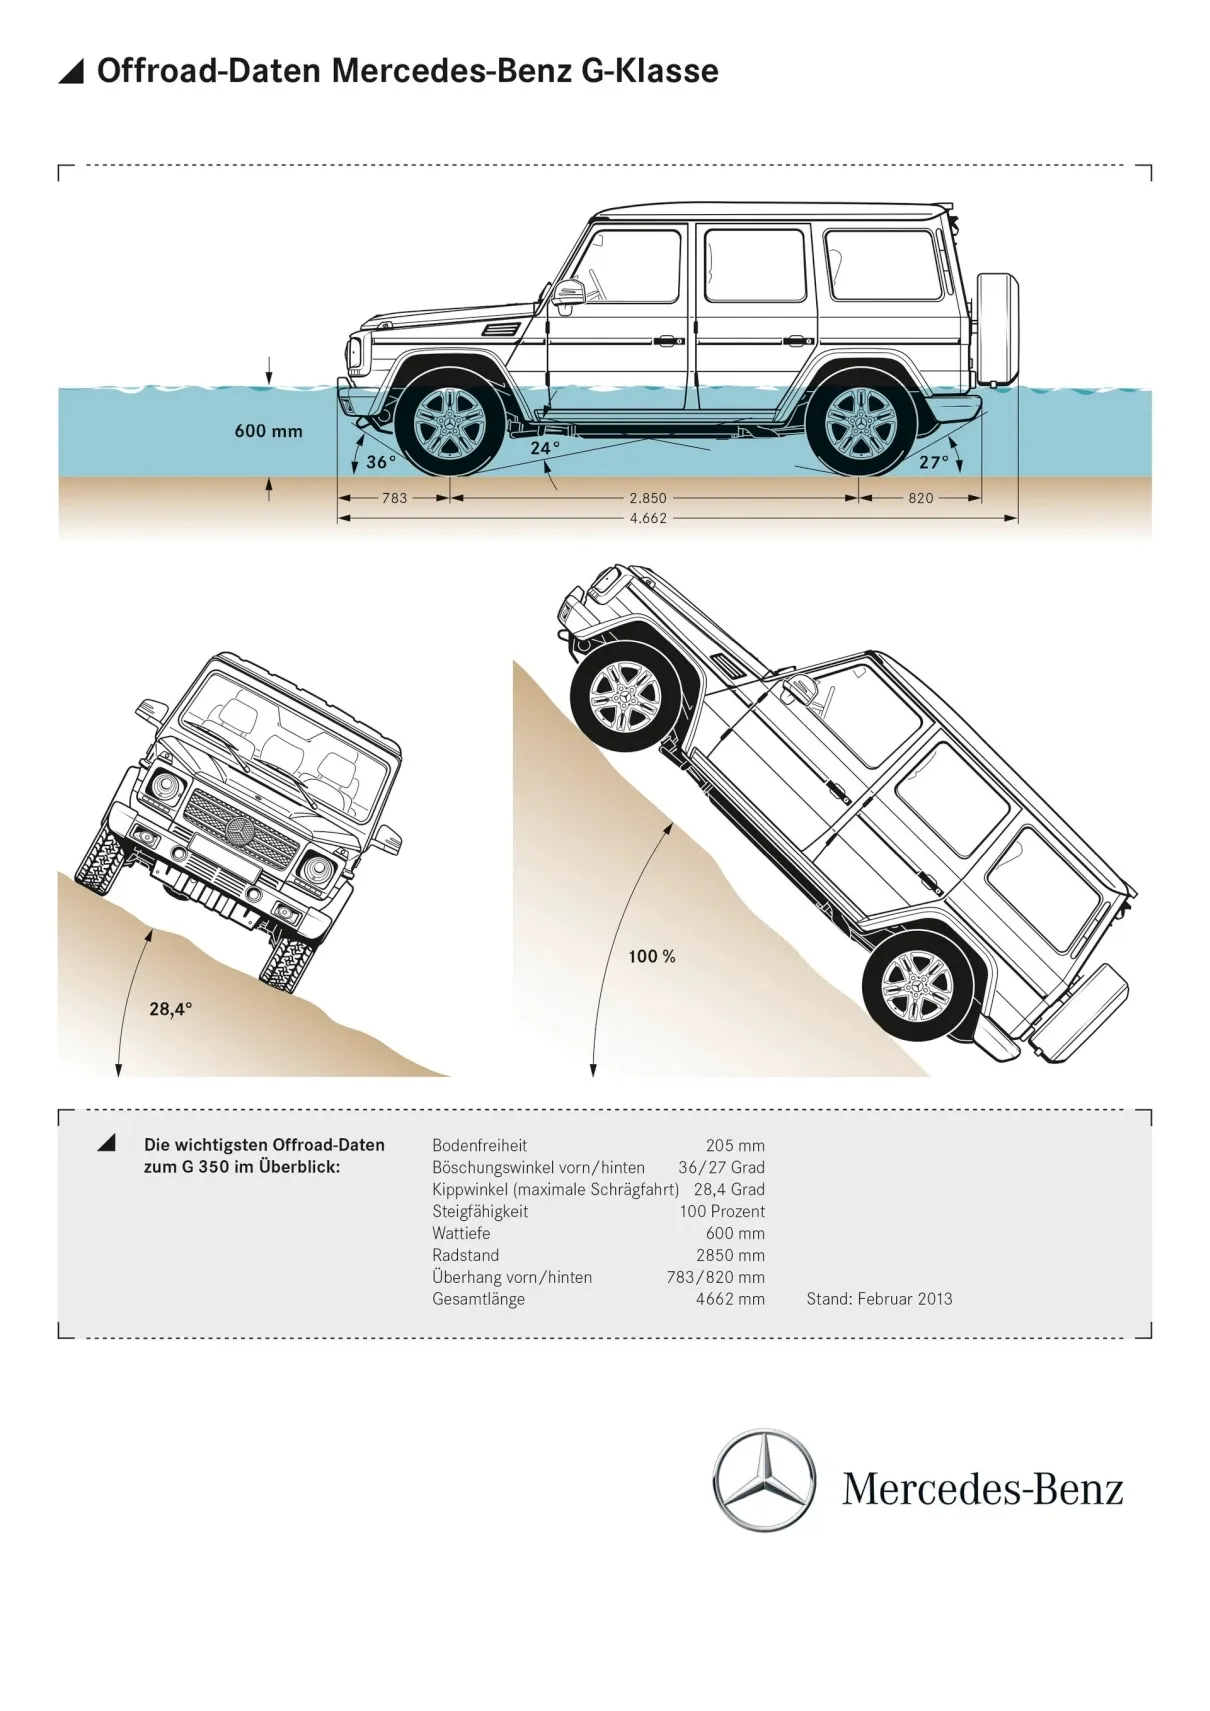 Offroad-Daten Mercedes-Benz G-Klasse
600 mm
36°
24°
27°
783
2.850
820
4.662
28,4°
100 %
Die wichtigsten Offroad-Daten
zum G 350 im Überblick:
Bodenfreiheit 205 mm
Böschungswinkel vorn/hinten 36/27 Grad
Kippwinkel (maximale Schrägfahrt) 28,4 Grad
Steigfähigkeit 100 Prozent
Wattiefe 600 mm
Radstand 2850 mm
Überhang vorn/hinten 783/820 mm
Gesamtlänge 4662 mm Stand: Februar 2013
Mercedes-Benz